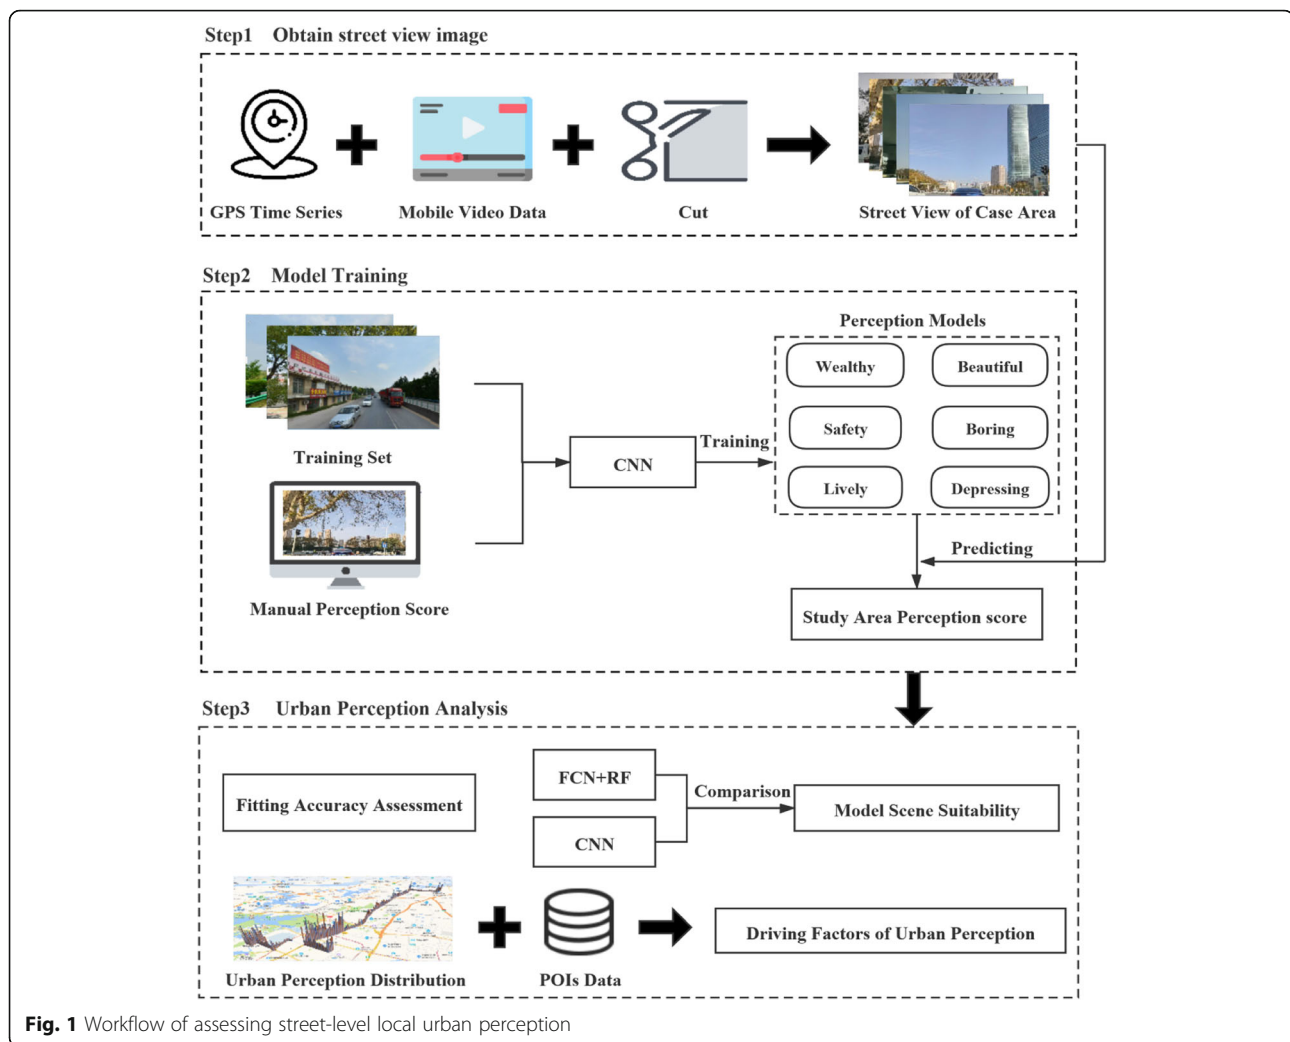 Step1 Obtain street view image
GPS Time Series
Mobile Video Data
Cut
Street View of Case Area
Step2 Model Training
Training Set
Manual Perception Score
CNN
Training
Perception Models
Wealthy
Beautiful
Safety
Boring
Lively
Depressing
Predicting
Study Area Perception score
Step3 Urban Perception Analysis
Fitting Accuracy Assessment
FCN+RF
CNN
Comparison
Model Scene Suitability
Urban Perception Distribution
POIs Data
Driving Factors of Urban Perception
Fig. 1 Workflow of assessing street-level local urban perception